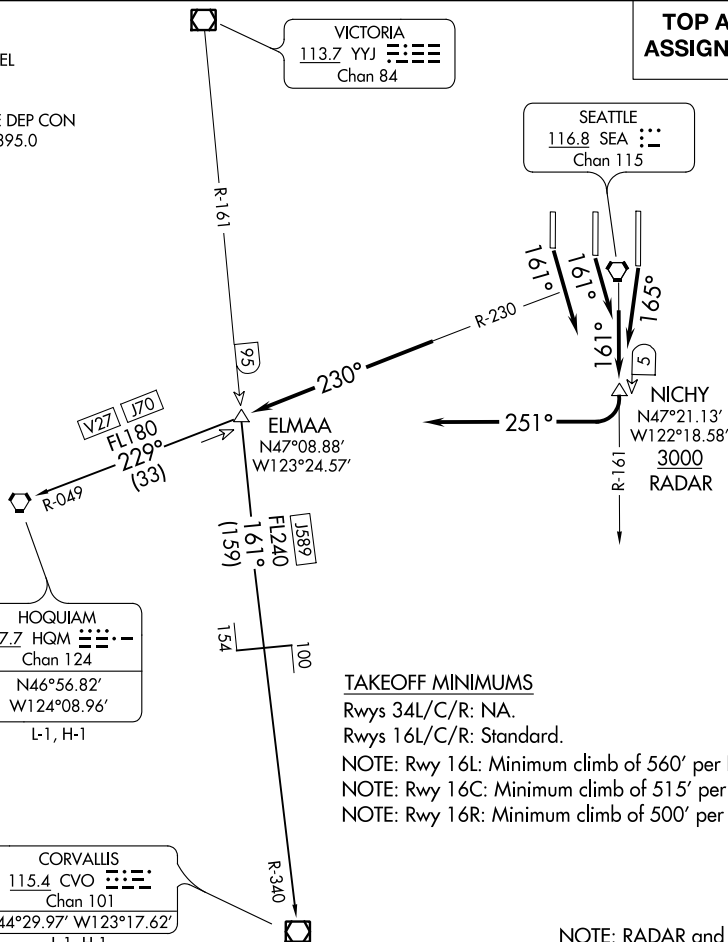 TOP A
ASSIGN
EL
E DEP CON
395.0
VICTORIA
113.7 YYJ
Chan 84
SEATTLE
116.8 SEA
Chan 115
R-161
161°
161°
165°
161°
R-230
5
95
230°
NICHY
N47°21.13'
W122°18.58'
3000
RADAR
251°
R-161
V27
J70
FL180
229°
(33)
R-049
ELMAA
N47°08.88'
W123°24.57'
J589
FL240
161°
(159)
HOQUIAM
7.7 HQM
Chan 124
N46°56.82'
W124°08.96'
L-1, H-1
154
100
TAKEOFF MINIMUMS
Rwys 34L/C/R: NA.
Rwys 16L/C/R: Standard.
NOTE: Rwy 16L: Minimum climb of 560' per
NOTE: Rwy 16C: Minimum climb of 515' per
NOTE: Rwy 16R: Minimum climb of 500' per
CORVALLIS
115.4 CVO
Chan 101
44°29.97' W123°17.62'
R-340
NOTE: RADAR and